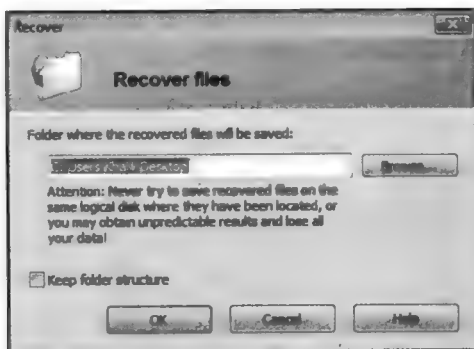 Recover
Recover files
Folder where the recovered files will be saved:
Desktop
Browse...
Attention: Never try to save recovered files on the
same logical disk where they have been located, or
you may obtain unpredictable results and lose all
your data!
Keep folder structure
OK
Cancel
Help